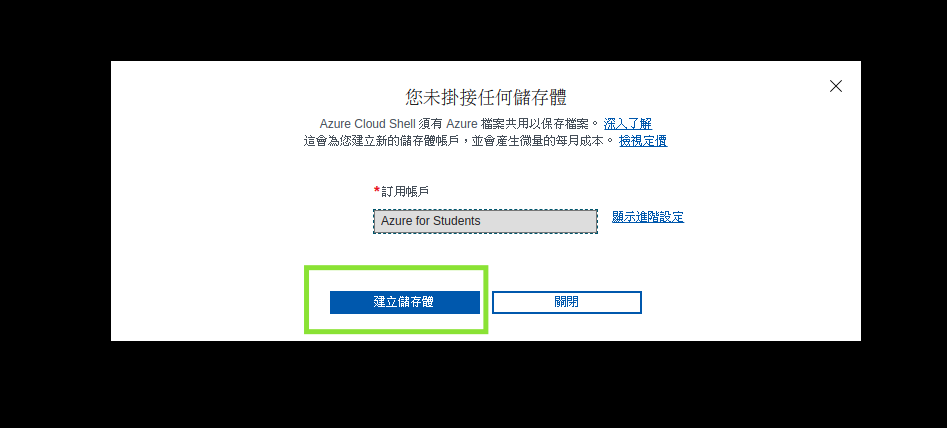 您未掛接任何儲存體
Azure Cloud Shell 須有 Azure 檔案共用以保存檔案。 深入了解
這會為您建立新的儲存體帳戶，並會產生微量的每月成本。 檢視定價
*訂用帳戶
Azure for Students
顯示進階設定
建立儲存體
關閉